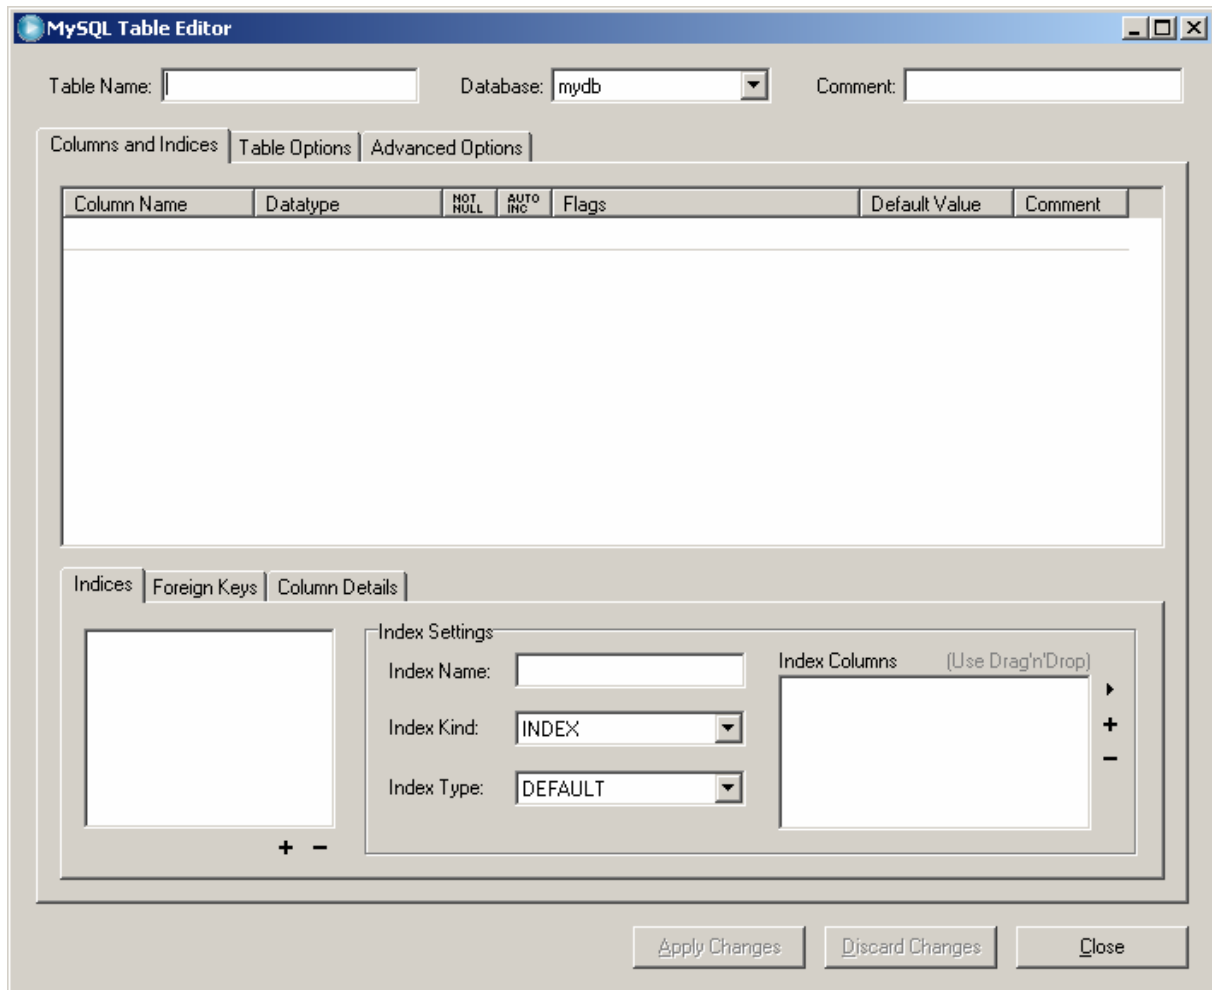 MySQL Table Editor
Table Name: Database: mydb Comment:
Columns and Indices Table Options Advanced Options
Column Name Datatype NOT NULL AUTO INC Flags Default Value Comment
Indices Foreign Keys Column Details
Index Settings
Index Name: Index Columns (Use Drag'n'Drop)
Index Kind: INDEX
Index Type: DEFAULT
Apply Changes Discard Changes Close